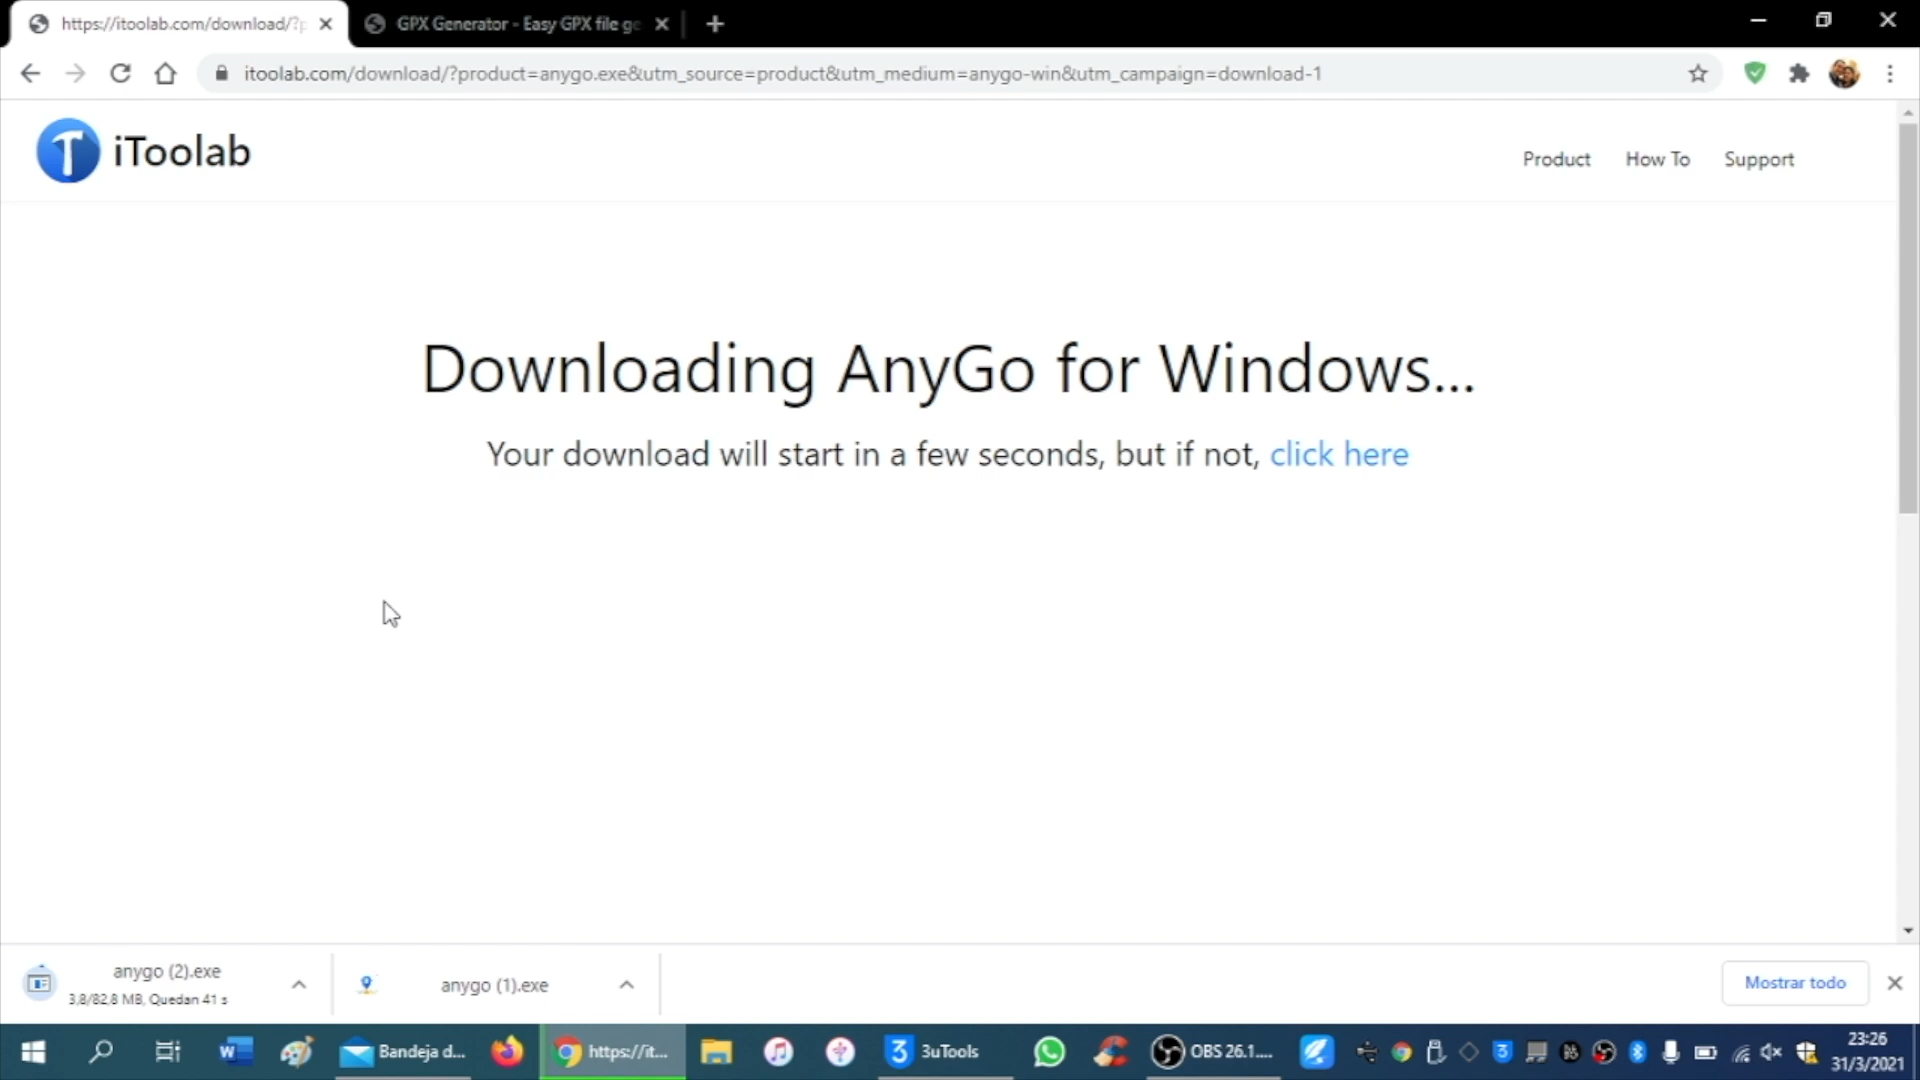 https://itoolab.com/download/?p
GPX Generator - Easy GPX file ge
itoolab.com/download/?product=anygo.exe&utm_source=product&utm_medium=anygo-win&utm_campaign=download-1
iToolab
Product
How To
Support
Downloading AnyGo for Windows...
Your download will start in a few seconds, but if not, click here
anygo (2).exe
3,8/82,8 MB, Quedan 41 s
anygo (1).exe
Mostrar todo
Bandeja d...
https://it...
3uTools
OBS 26.1....
23:26
31/3/2021